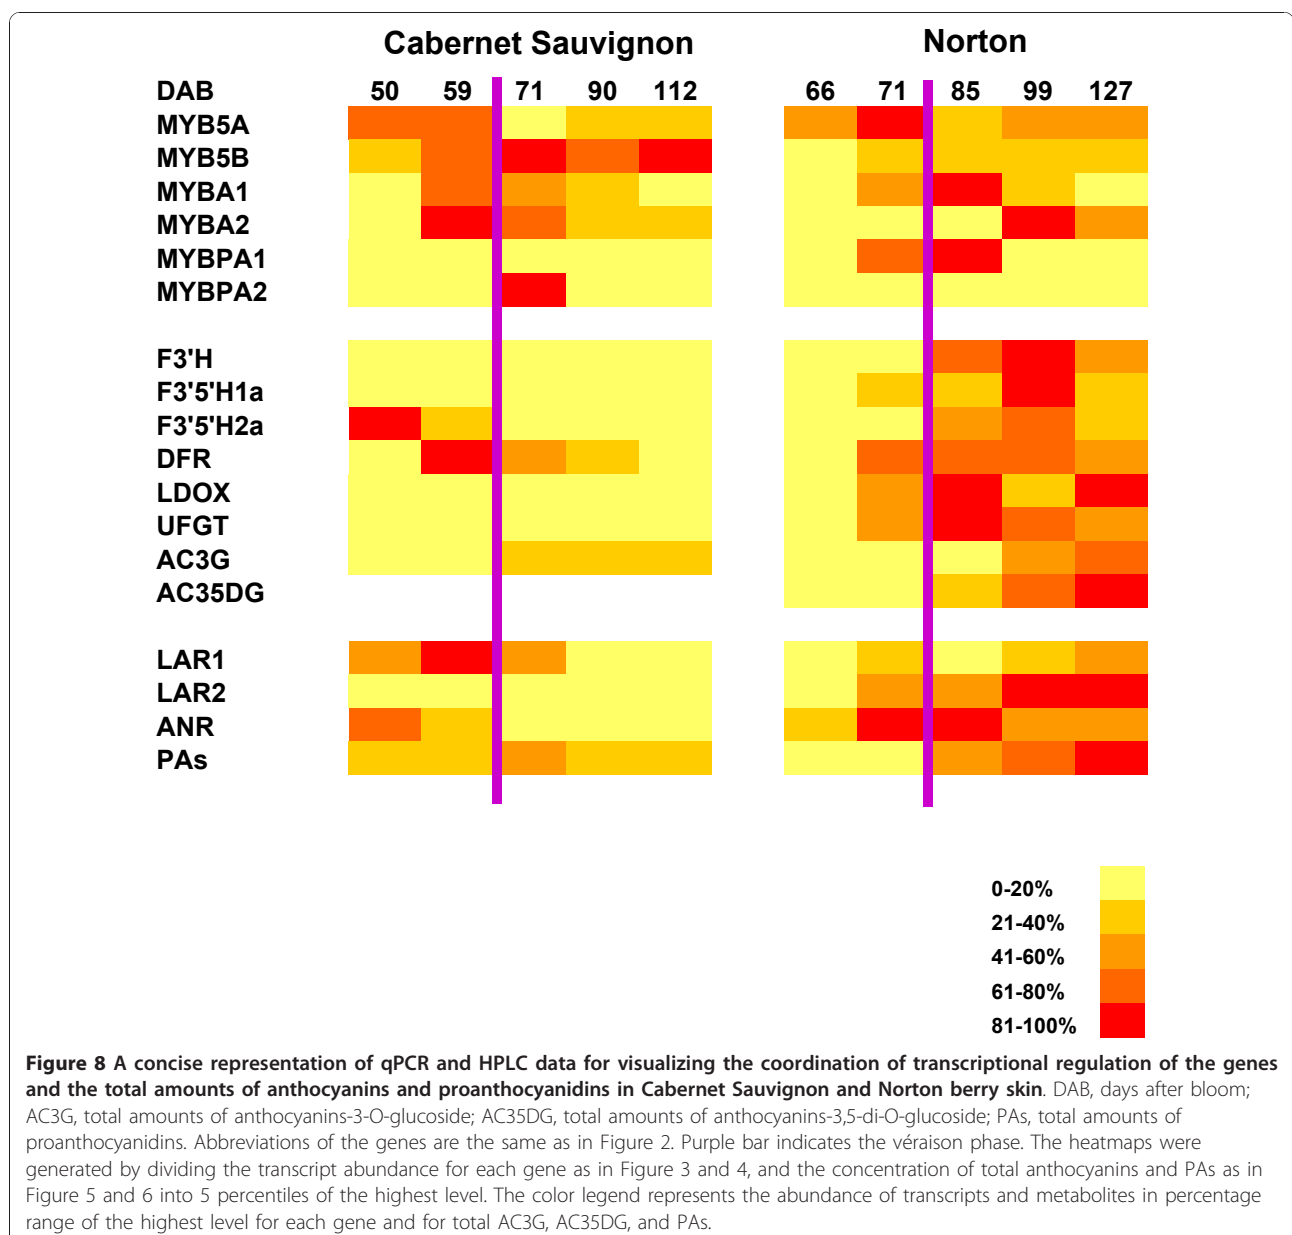 Cabernet Sauvignon Norton
DAB 50 59 71 90 112 66 71 85 99 127
MYB5A
MYB5B
MYBA1
MYBA2
MYBPA1
MYBPA2
F3'H
F3'5'H1a
F3'5'H2a
DFR
LDOX
UFGT
AC3G
AC35DG
LAR1
LAR2
ANR
PAs
0-20%
21-40%
41-60%
61-80%
81-100%
Figure 8 A concise representation of qPCR and HPLC data for visualizing the coordination of transcriptional regulation of the genes
and the total amounts of anthocyanins and proanthocyanidins in Cabernet Sauvignon and Norton berry skin. DAB, days after bloom;
AC3G, total amounts of anthocyanins-3-O-glucoside; AC35DG, total amounts of anthocyanins-3,5-di-O-glucoside; PAs, total amounts of
proanthocyanidins. Abbreviations of the genes are the same as in Figure 2. Purple bar indicates the véraison phase. The heatmaps were
generated by dividing the transcript abundance for each gene as in Figure 3 and 4, and the concentration of total anthocyanins and PAs as in
Figure 5 and 6 into 5 percentiles of the highest level. The color legend represents the abundance of transcripts and metabolites in percentage
range of the highest level for each gene and for total AC3G, AC35DG, and PAs.